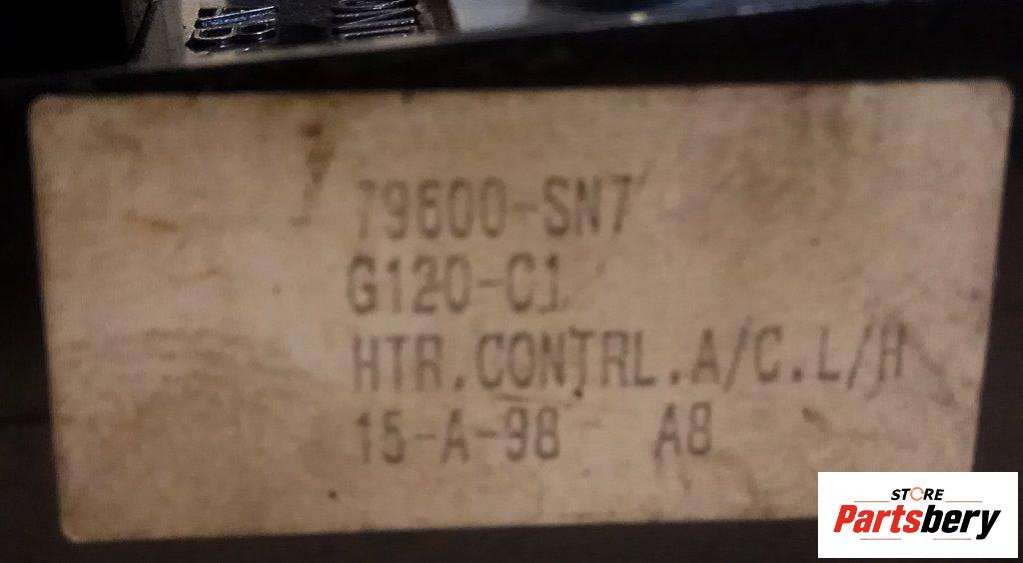 79600-SN7
G120-C1
HTR.CONTRL.A/C.L/H
15-A-98 A8
STORE
Partsbery